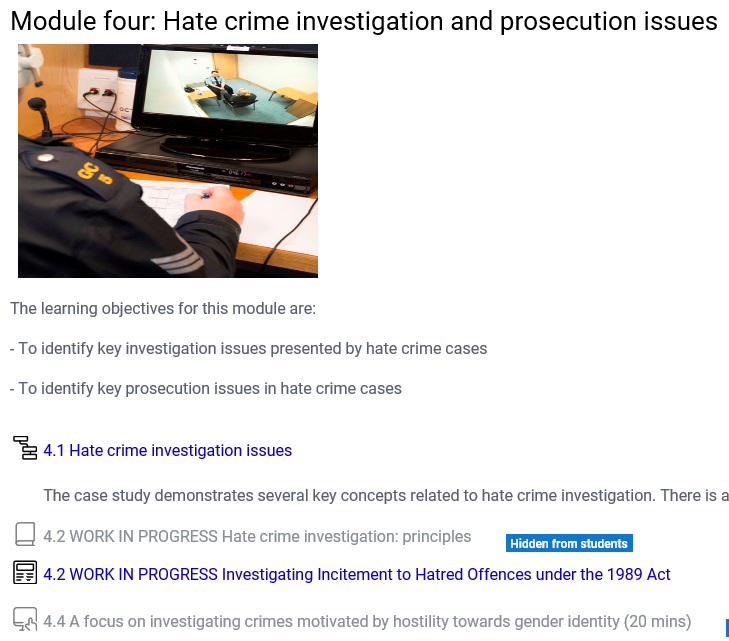 Module four: Hate crime investigation and prosecution issues
GC
5
The learning objectives for this module are:
- To identify key investigation issues presented by hate crime cases
- To identify key prosecution issues in hate crime cases
4.1 Hate crime investigation issues
The case study demonstrates several key concepts related to hate crime investigation. There is a
4.2 WORK IN PROGRESS Hate crime investigation: principles
Hidden from students
4.2 WORK IN PROGRESS Investigating Incitement to Hatred Offences under the 1989 Act
4.4 A focus on investigating crimes motivated by hostility towards gender identity (20 mins)